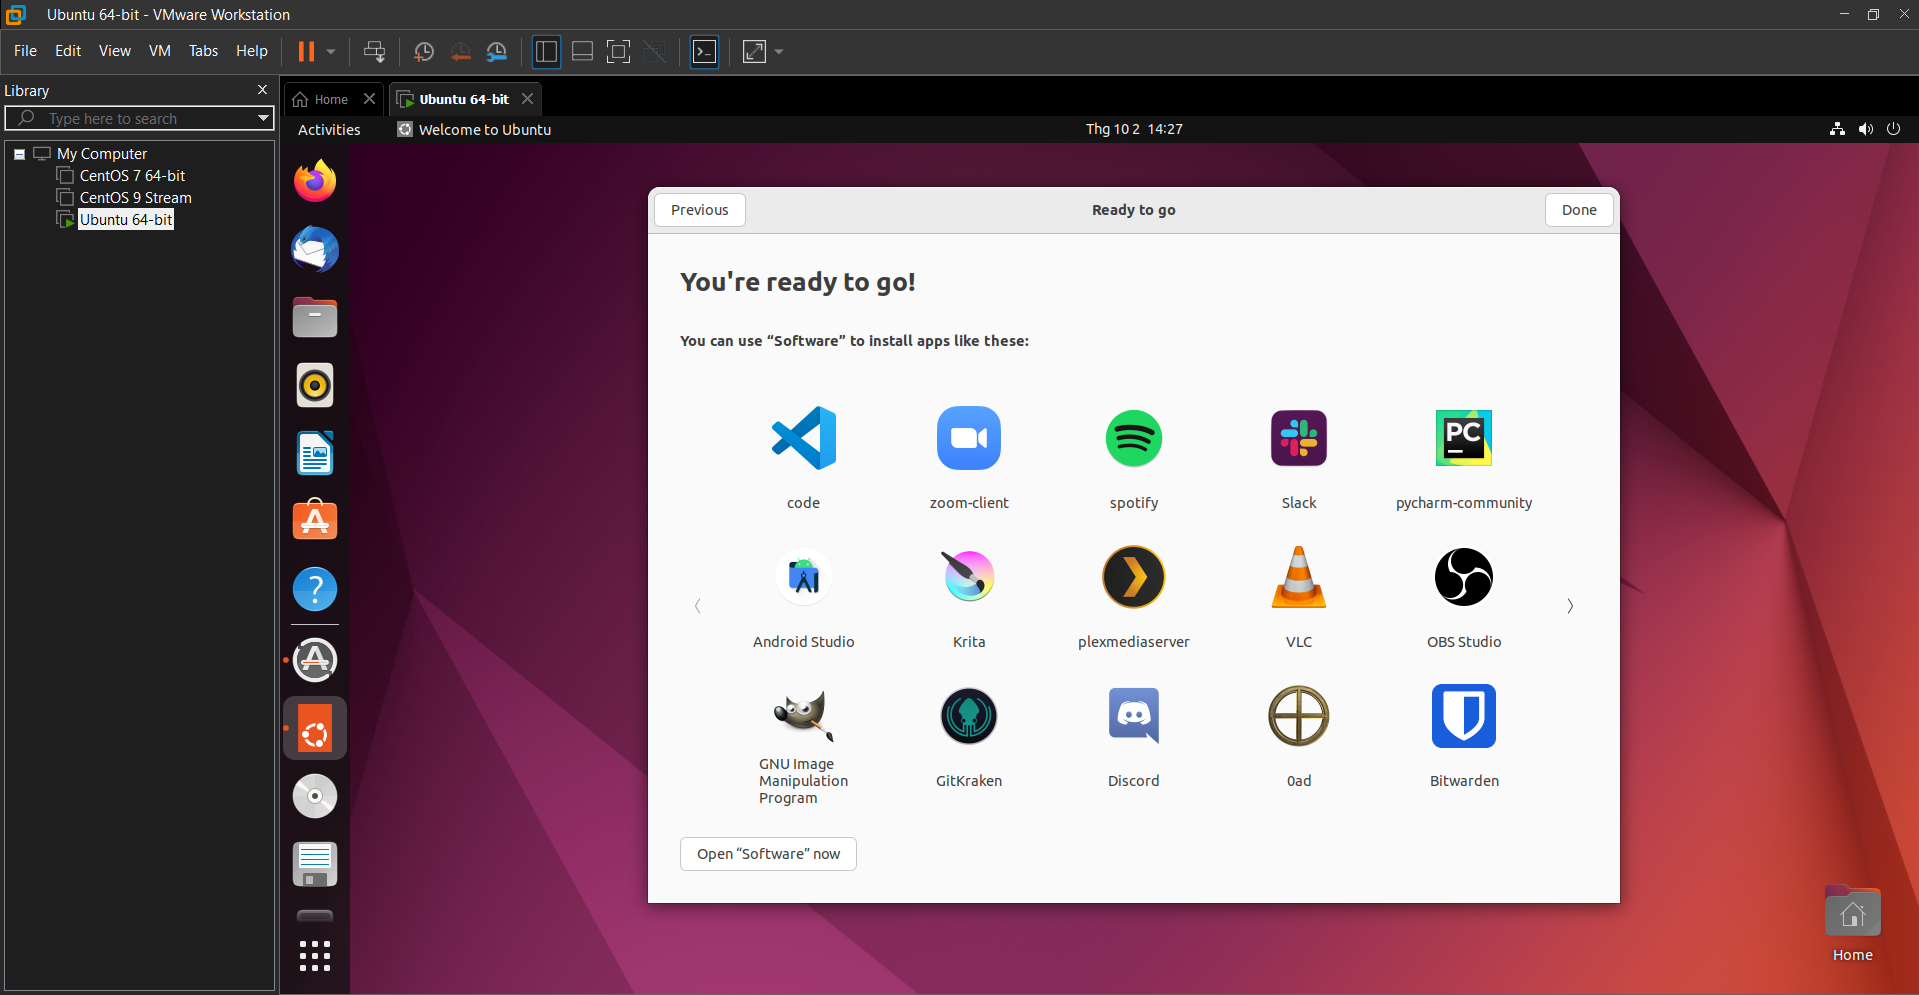 Ubuntu 64-bit - VMware Workstation
File Edit View VM Tabs Help
Library
Type here to search
My Computer
CentOS 7 64-bit
CentOS 9 Stream
Ubuntu 64-bit
Home
Ubuntu 64-bit
Activities
Welcome to Ubuntu
Thg 10 2 14:27
Previous
Ready to go
Done
You're ready to go!
You can use “Software” to install apps like these:
PC
code
zoom-client
spotify
Slack
pycharm-community
Android Studio
Krita
plexmediaserver
VLC
OBS Studio
GNU Image
Manipulation
Program
GitKraken
Discord
0ad
Bitwarden
Open “Software” now
Home